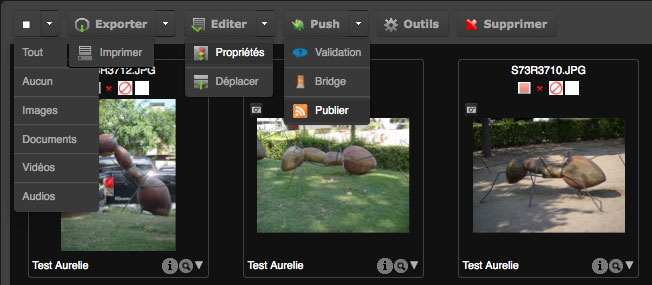 Exporter
Editer
Push
Outils
Supprimer
Tout
Aucun
Images
Documents
Vidéos
Audios
Imprimer
Propriétés
Déplacer
Validation
Bridge
Publier
S73R3712.JPG
S73R3710.JPG
Test Aurelie
Test Aurelie
Test Aurelie